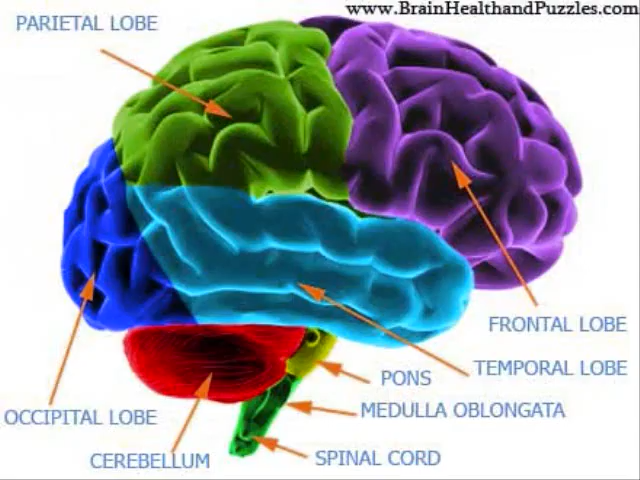 www.BrainHealthandPuzzles.com
PARIETAL LOBE
FRONTAL LOBE
TEMPORAL LOBE
PONS
MEDULLA OBLONGATA
OCCIPITAL LOBE
CEREBELLUM
SPINAL CORD